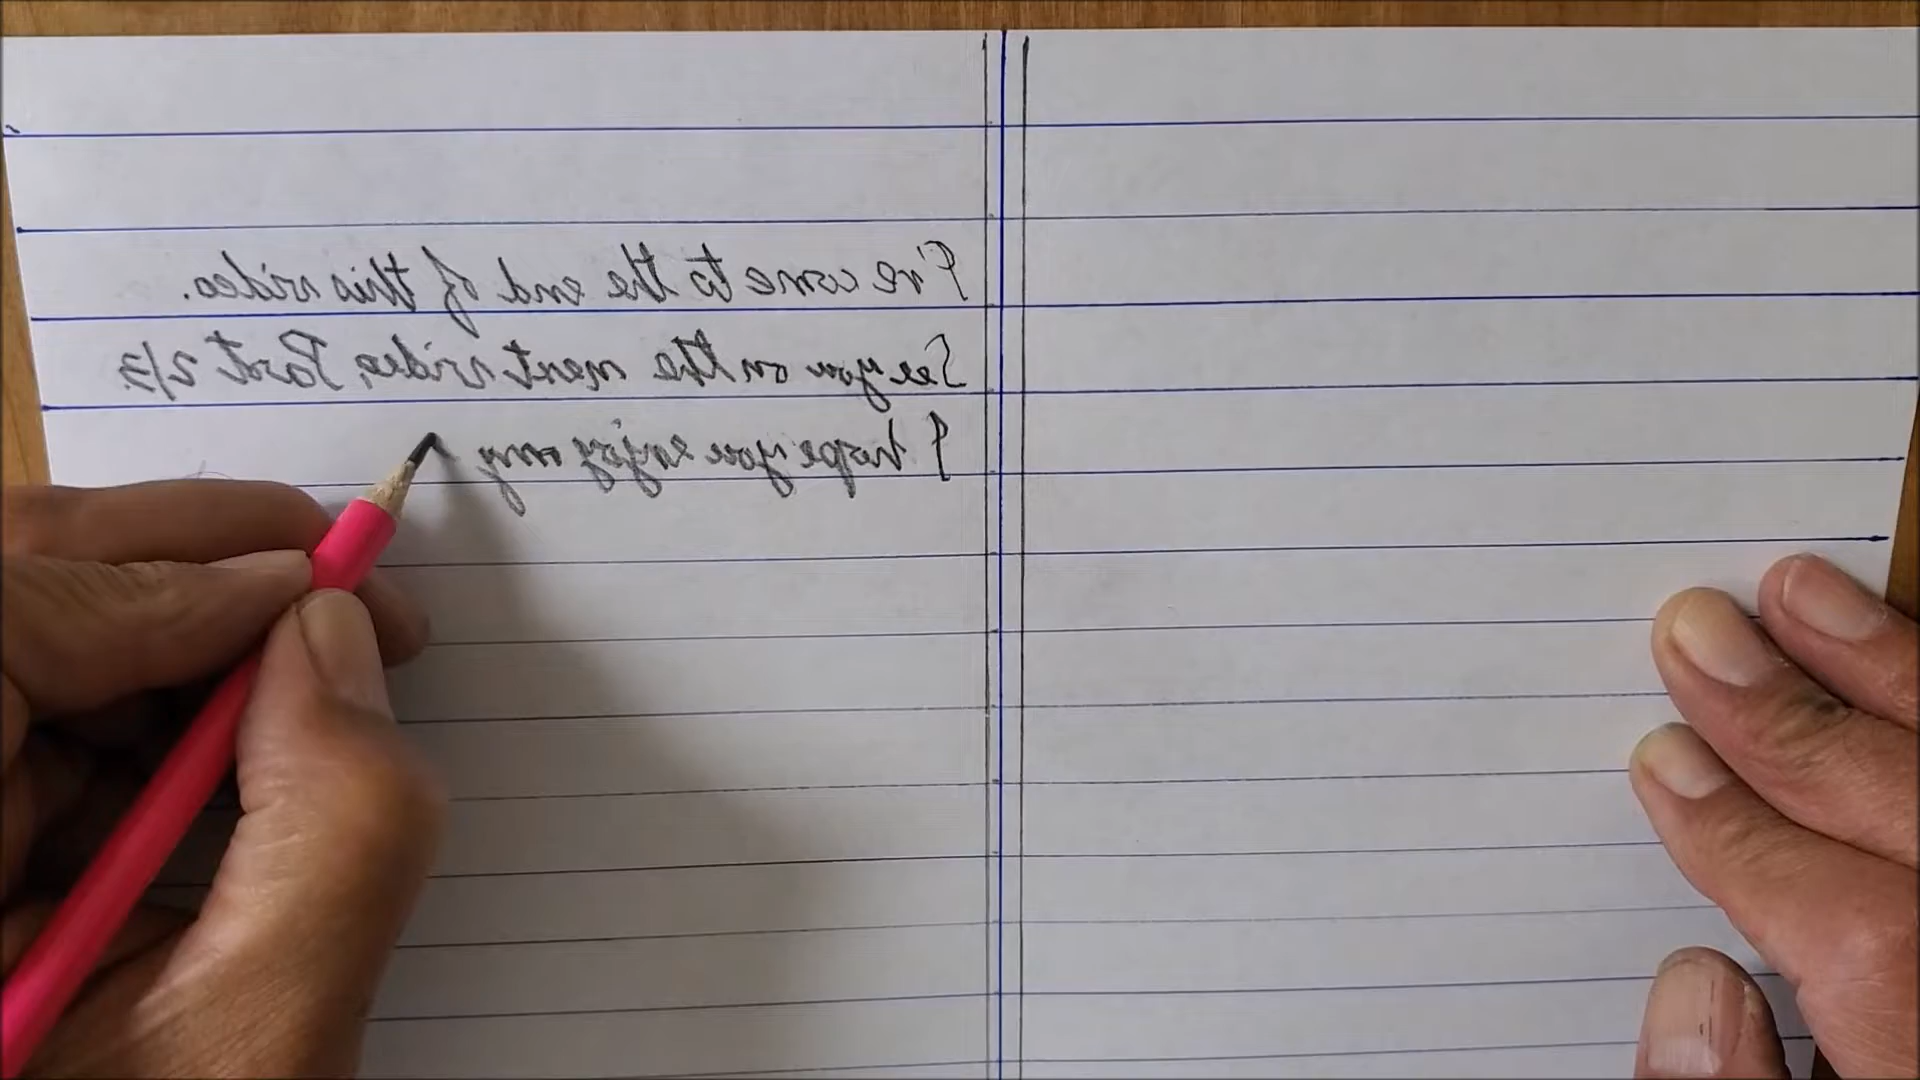 I've come to the end of this video.
See you on the next video, Part 2/3.
I hope you enjoy my